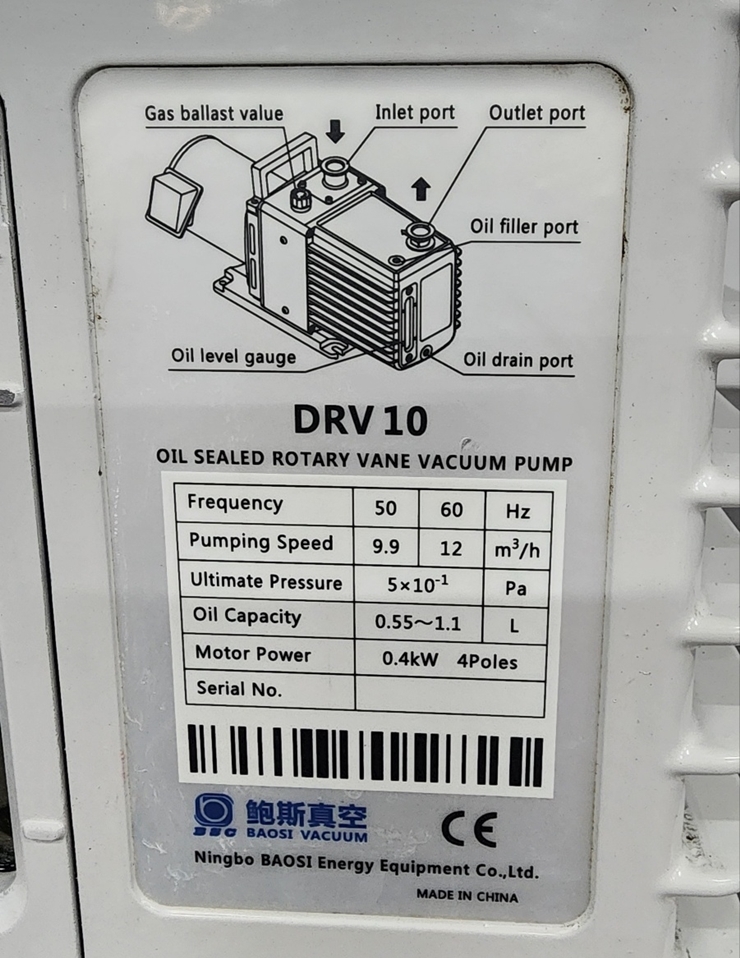 Gas ballast value Inlet port Outlet port
Oil filler port
Oil level gauge Oil drain port
DRV 10
OIL SEALED ROTARY VANE VACUUM PUMP
Frequency 50 60 Hz
Pumping Speed 9.9 12 m³/h
Ultimate Pressure 5×10⁻¹ Pa
Oil Capacity 0.55～1.1 L
Motor Power 0.4kW 4Poles
Serial No.
鲍斯真空
BSC BAOSI VACUUM CE
Ningbo BAOSI Energy Equipment Co.,Ltd.
MADE IN CHINA